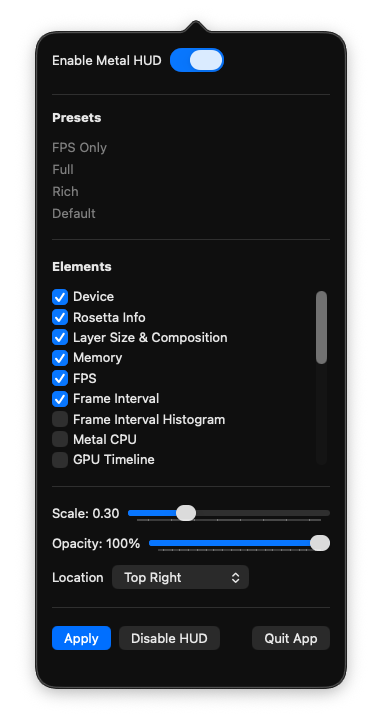 Enable Metal HUD
Presets
FPS Only
Full
Rich
Default
Elements
Device
Rosetta Info
Layer Size & Composition
Memory
FPS
Frame Interval
Frame Interval Histogram
Metal CPU
GPU Timeline
Scale: 0.30
Opacity: 100%
Location Top Right
Apply Disable HUD Quit App